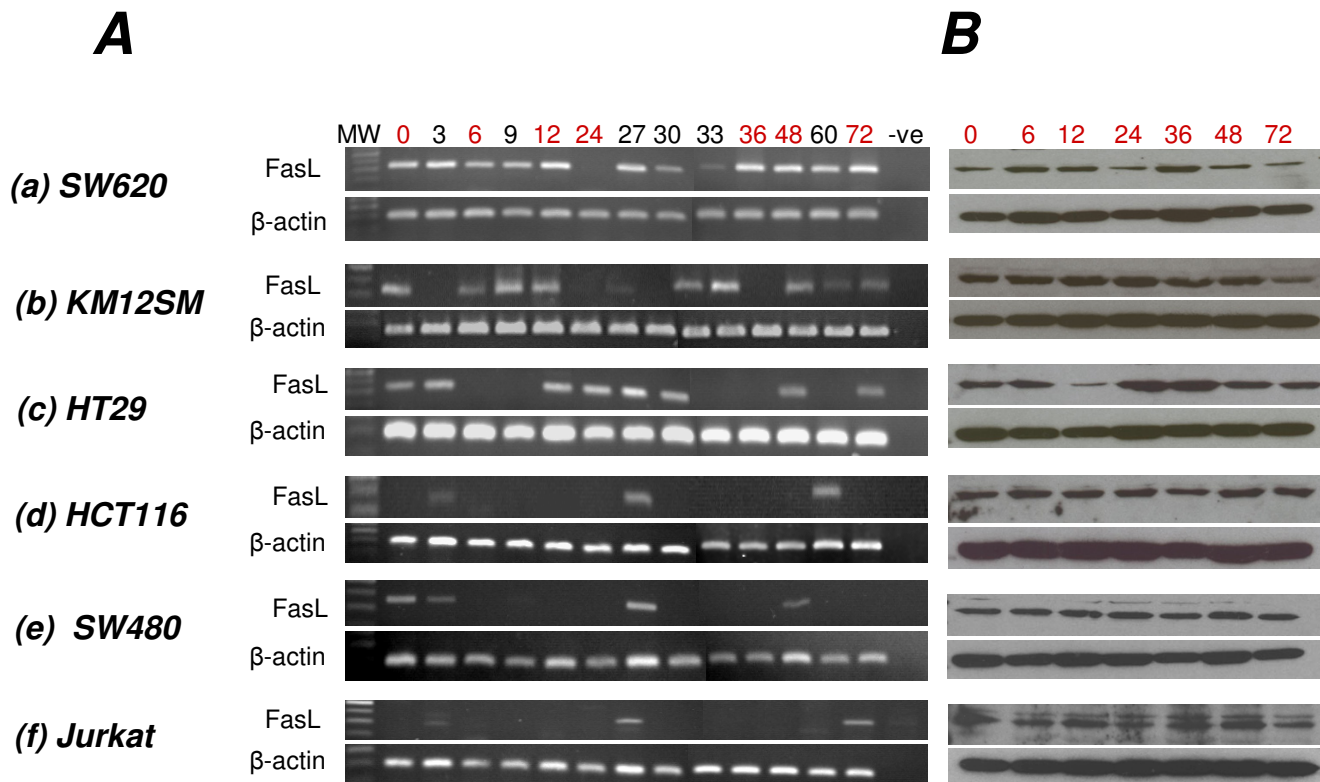 A B
MW 0 3 6 9 12 24 27 30 33 36 48 60 72 -ve 0 6 12 24 36 48 72
(a) SW620 FasL
β-actin
(b) KM12SM FasL
β-actin
(c) HT29 FasL
β-actin
(d) HCT116 FasL
β-actin
(e) SW480 FasL
β-actin
(f) Jurkat FasL
β-actin